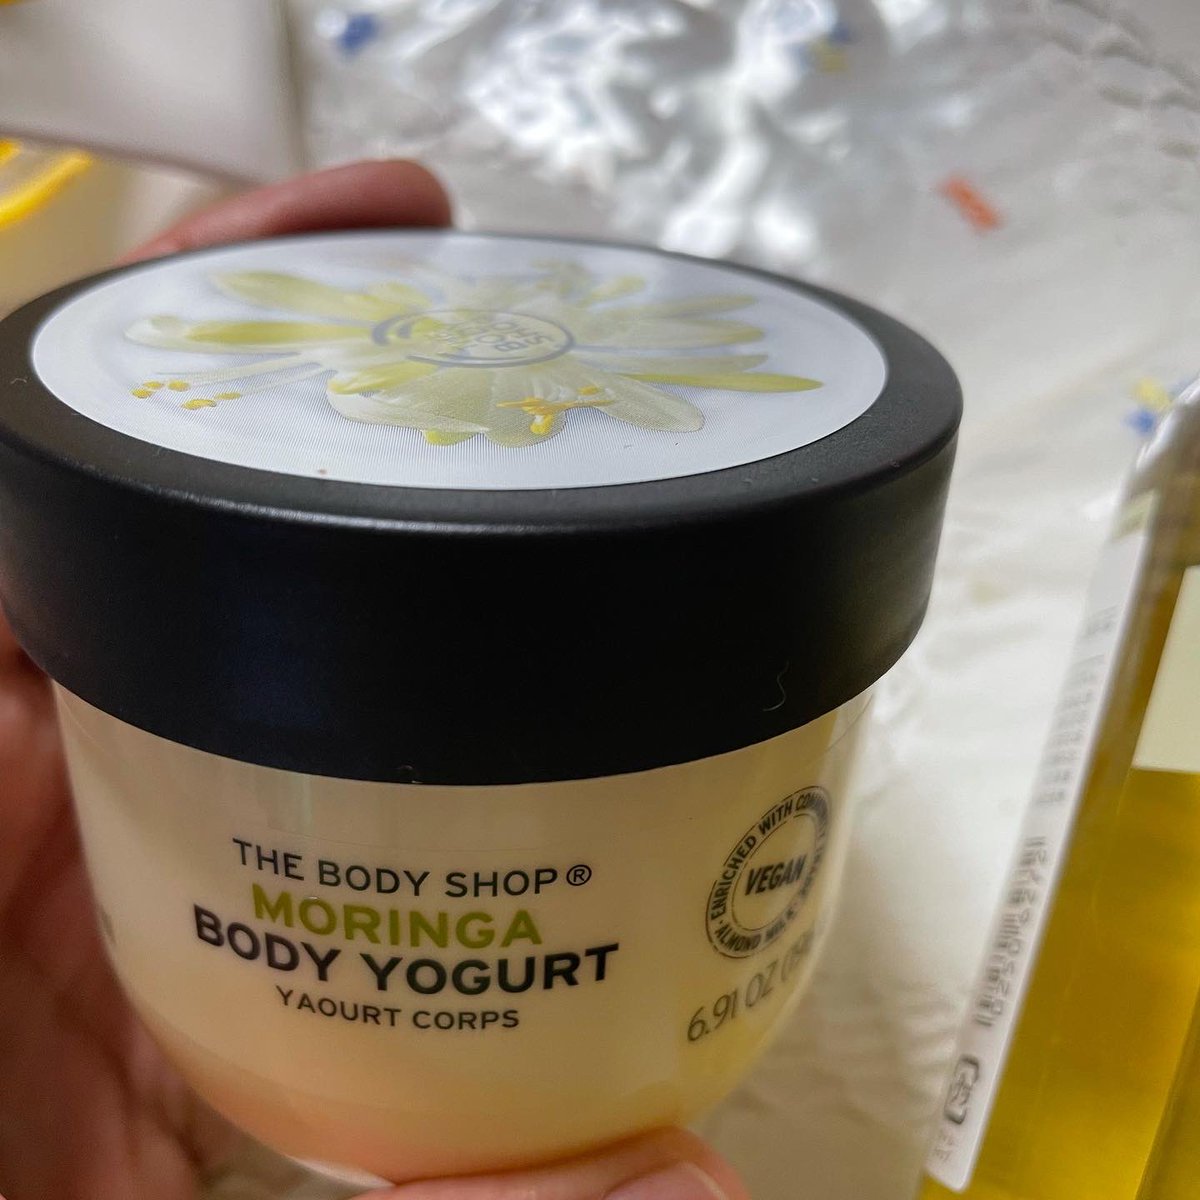 THE BODY SHOP®
MORINGA
BODY YOGURT
YAOURT CORPS
ENRICHED WITH
ALMOND MILK
VEGAN
6.91 OZ